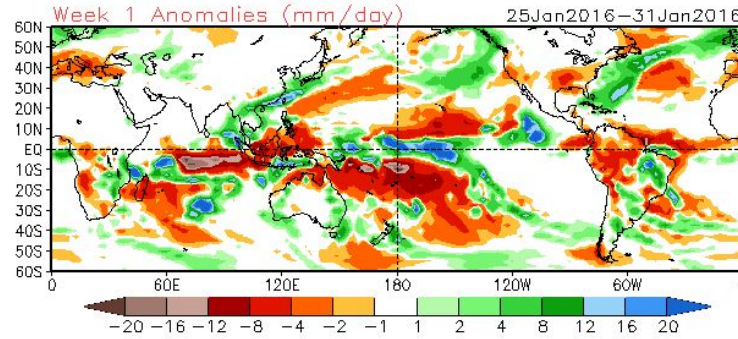 Week 1 Anomalies (mm/day) 25Jan2016-31Jan2016
60N
50N
40N
30N
20N
10N
EQ
10S
20S
30S
40S
50S
60S
0 60E 120E 180 120W 60W 0
-20 -16 -12 -8 -4 -2 -1 1 2 4 8 12 16 20